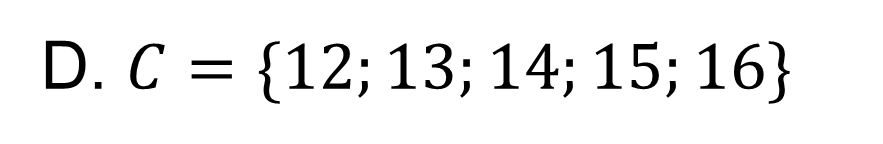 D. C = {12; 13; 14; 15; 16}